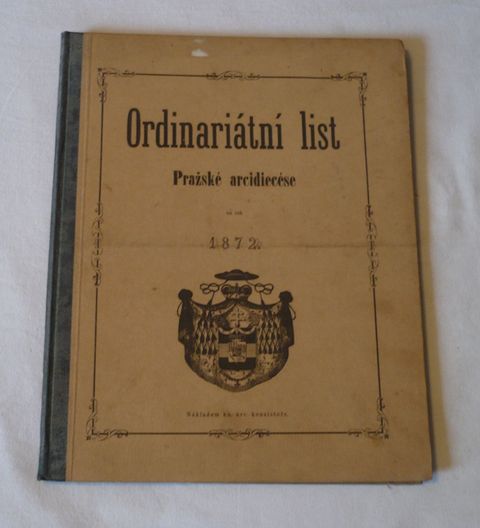 Ordinariátní list
Pražské arcidiecése
na rok
1872.
Nákladem kn. arc. konsistoře.